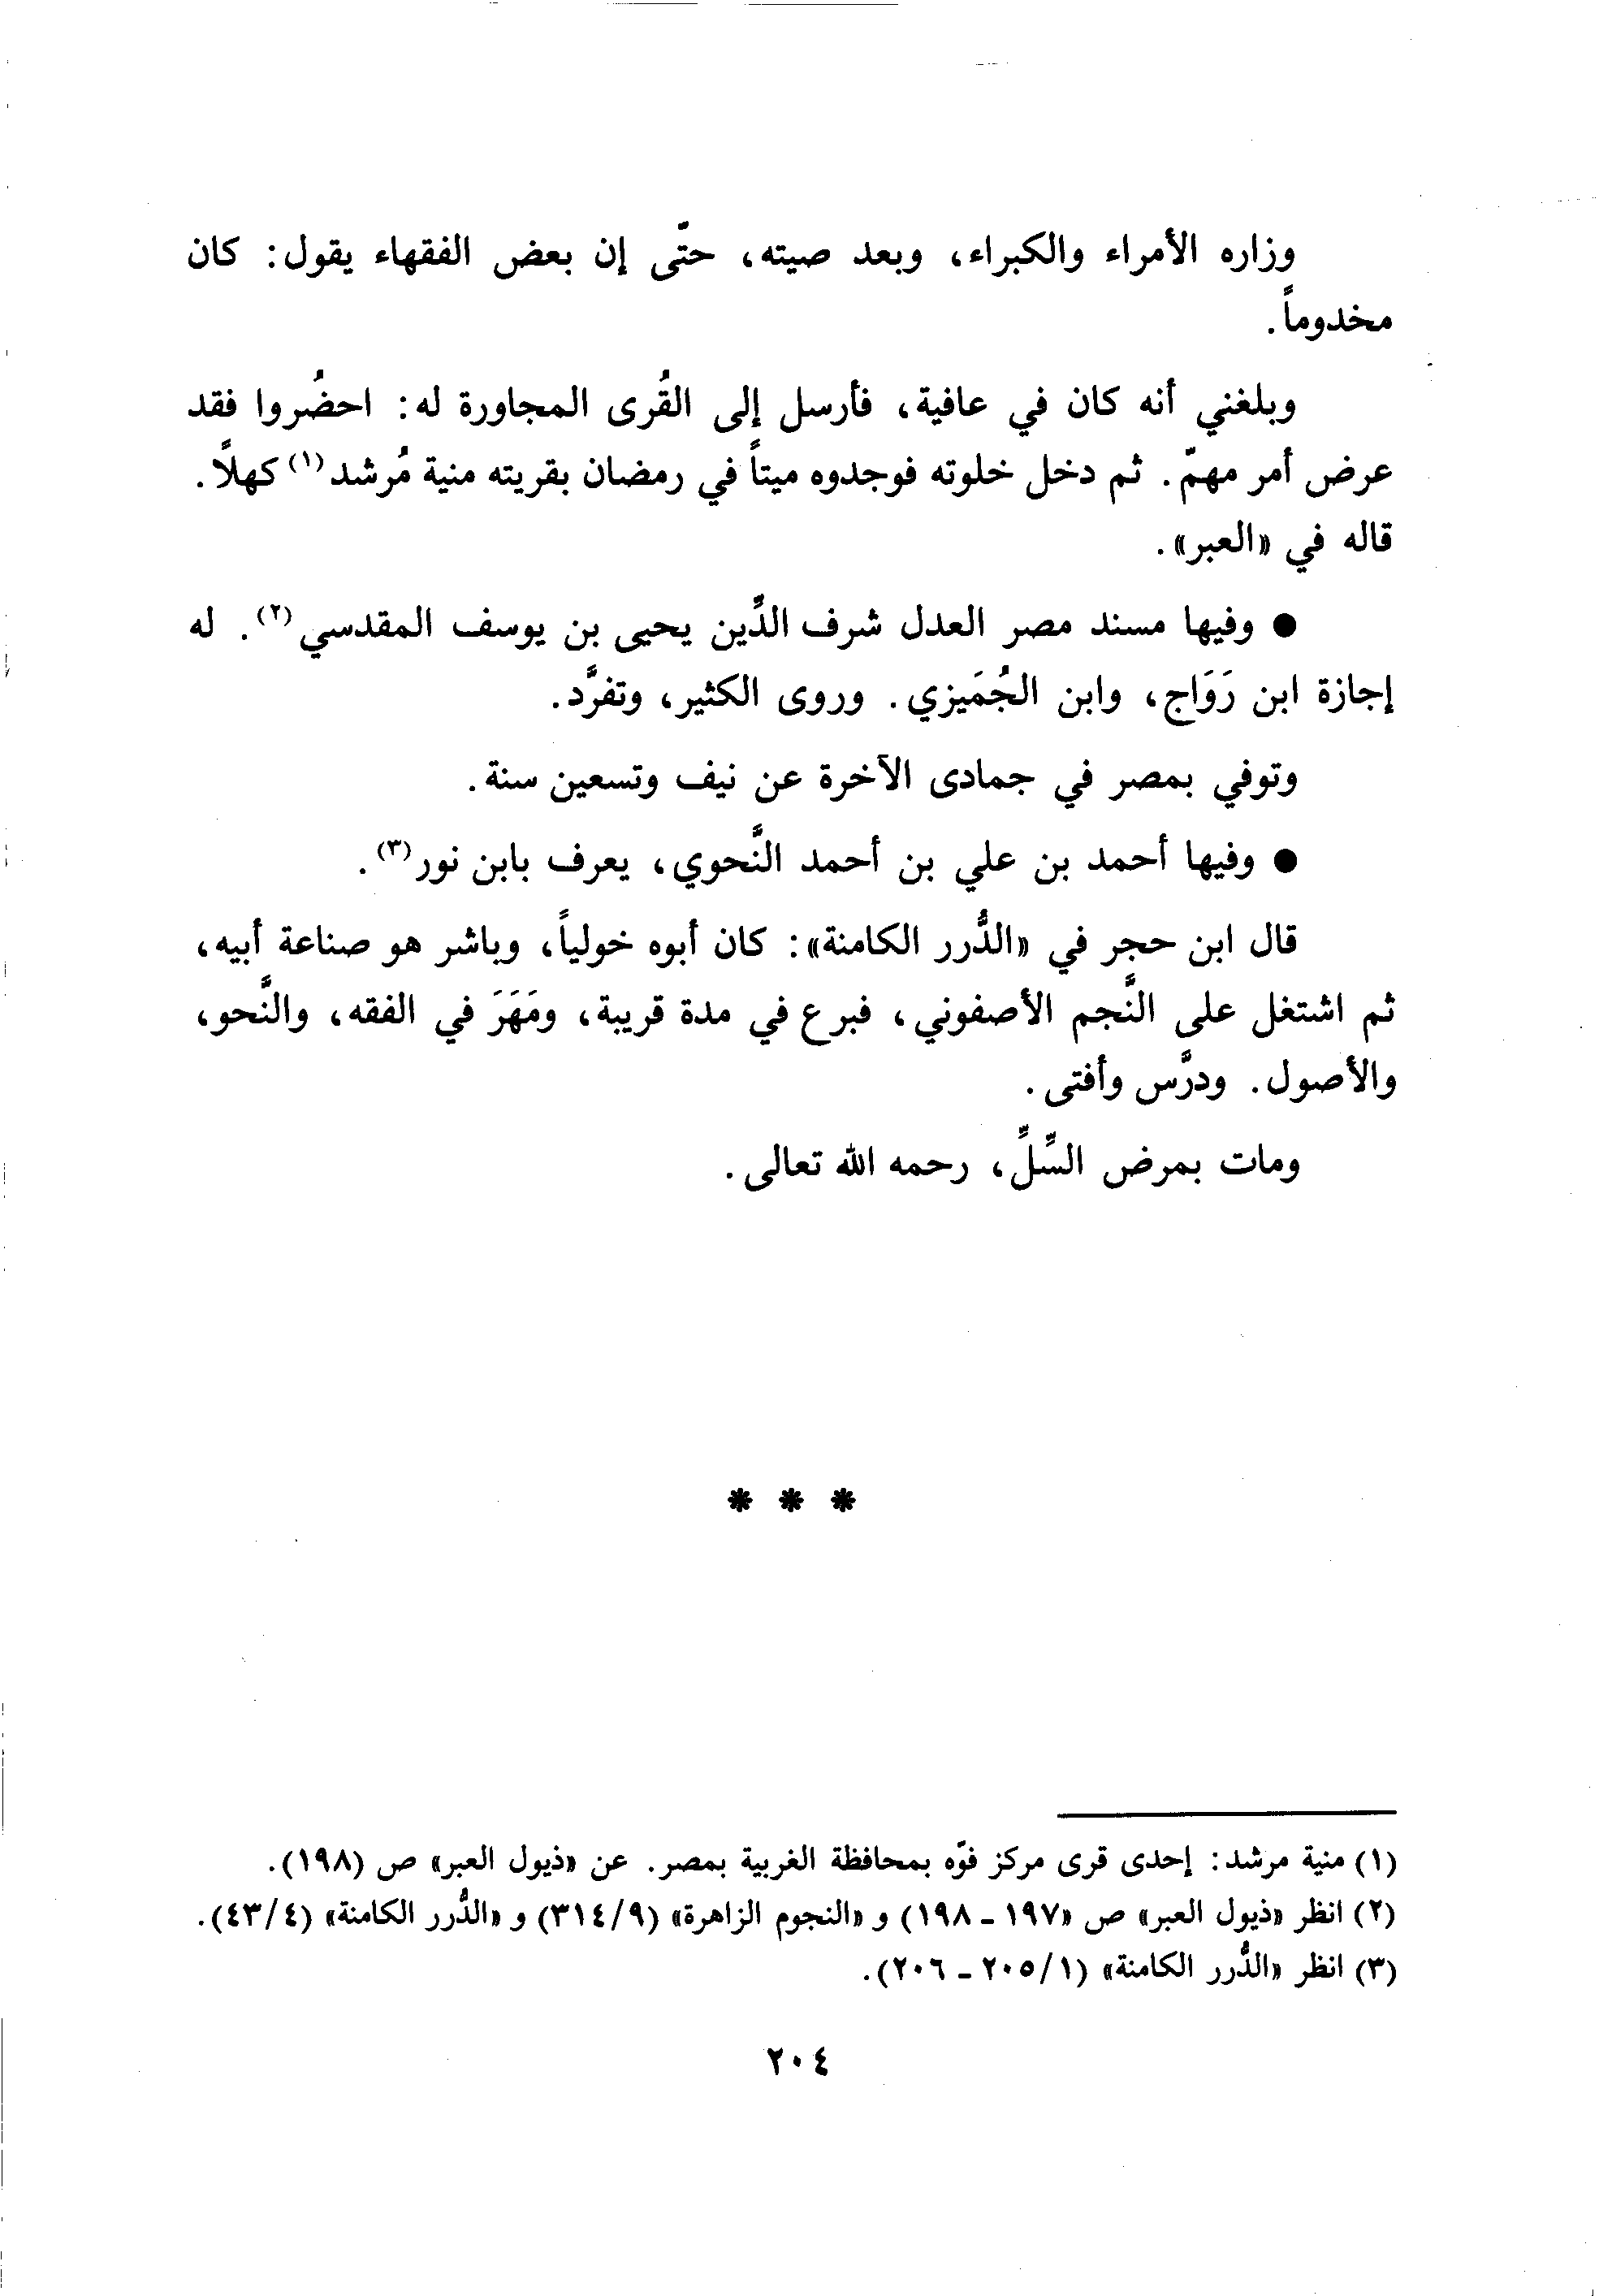 وزاره الأمراء والكبراء، وبعد صيته، حتّى إن بعض الفقهاء يقول: كان
مخدوماً.
وبلغني أنه كان في عافية، فأرسل إلى القُرى المجاورة له: احضُروا فقد
عرض أمر مهمّ. ثم دخل خلوته فوجدوه ميتاً في رمضان بقريته منية مُرشد(١) كهلاً.
قاله في «العبر».
● وفيها مسند مصر العدل شرف الدِّين يحيى بن يوسف المقدسي(٢). له
إجازة ابن رَوَاج، وابن الجُمَيزي. وروى الكثير، وتفرَّد.
وتوفي بمصر في جمادى الآخرة عن نيف وتسعين سنة.
● وفيها أحمد بن علي بن أحمد النَّحوي، يعرف بابن نور(٣).
قال ابن حجر في «الدُّرر الكامنة»: كان أبوه خولياً، وباشر هو صناعة أبيه،
ثم اشتغل على النَّجم الأصفوني، فبرع في مدة قريبة، ومَهَرَ في الفقه، والنَّحو،
والأصول. ودرَّس وأفتى.
ومات بمرض السِّلِّ، رحمه الله تعالى.
* * *
(١) منية مرشد: إحدى قرى مركز فوّه بمحافظة الغربية بمصر. عن «ذيول العبر» ص (١٩٨).
(٢) انظر «ذيول العبر» ص «١٩٧ - ١٩٨) و «النجوم الزاهرة» (٣١٤/٩) و «الدُّرر الكامنة» (٤٣/٤).
(٣) انظر «الدُّرر الكامنة» (٢٠٥/١ - ٢٠٦).
٢٠٤